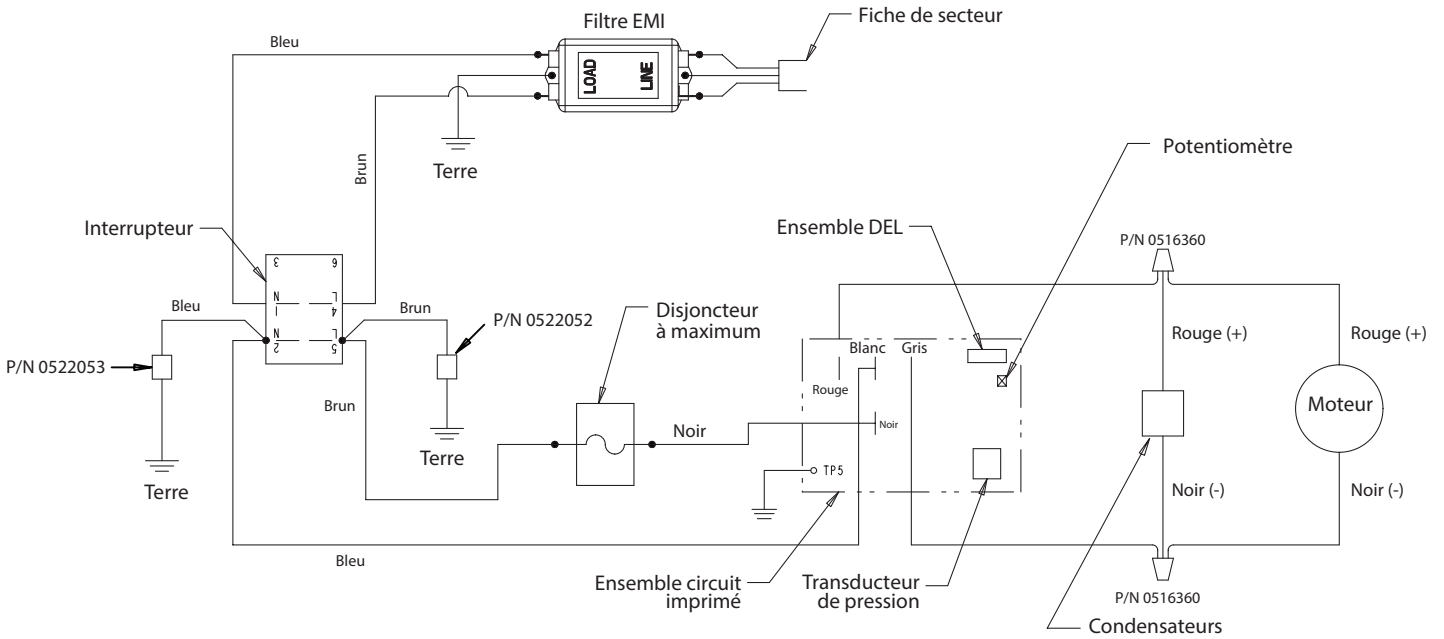 Filtre EMI
Fiche de secteur
Bleu
LOAD
LINE
Terre
Brun
Potentiomètre
Interrupteur
Ensemble DEL
P/N 0516360
3
6
N
L
1
4
N
L
2
5
Bleu
Brun
P/N 0522052
Disjoncteur
à maximum
P/N 0522053
Blanc
Gris
Rouge (+)
Rouge (+)
Rouge
Brun
Noir
Noir
Moteur
Terre
Terre
TP5
Noir (-)
Noir (-)
Bleu
Ensemble circuit
imprimé
Transducteur
de pression
P/N 0516360
Condensateurs